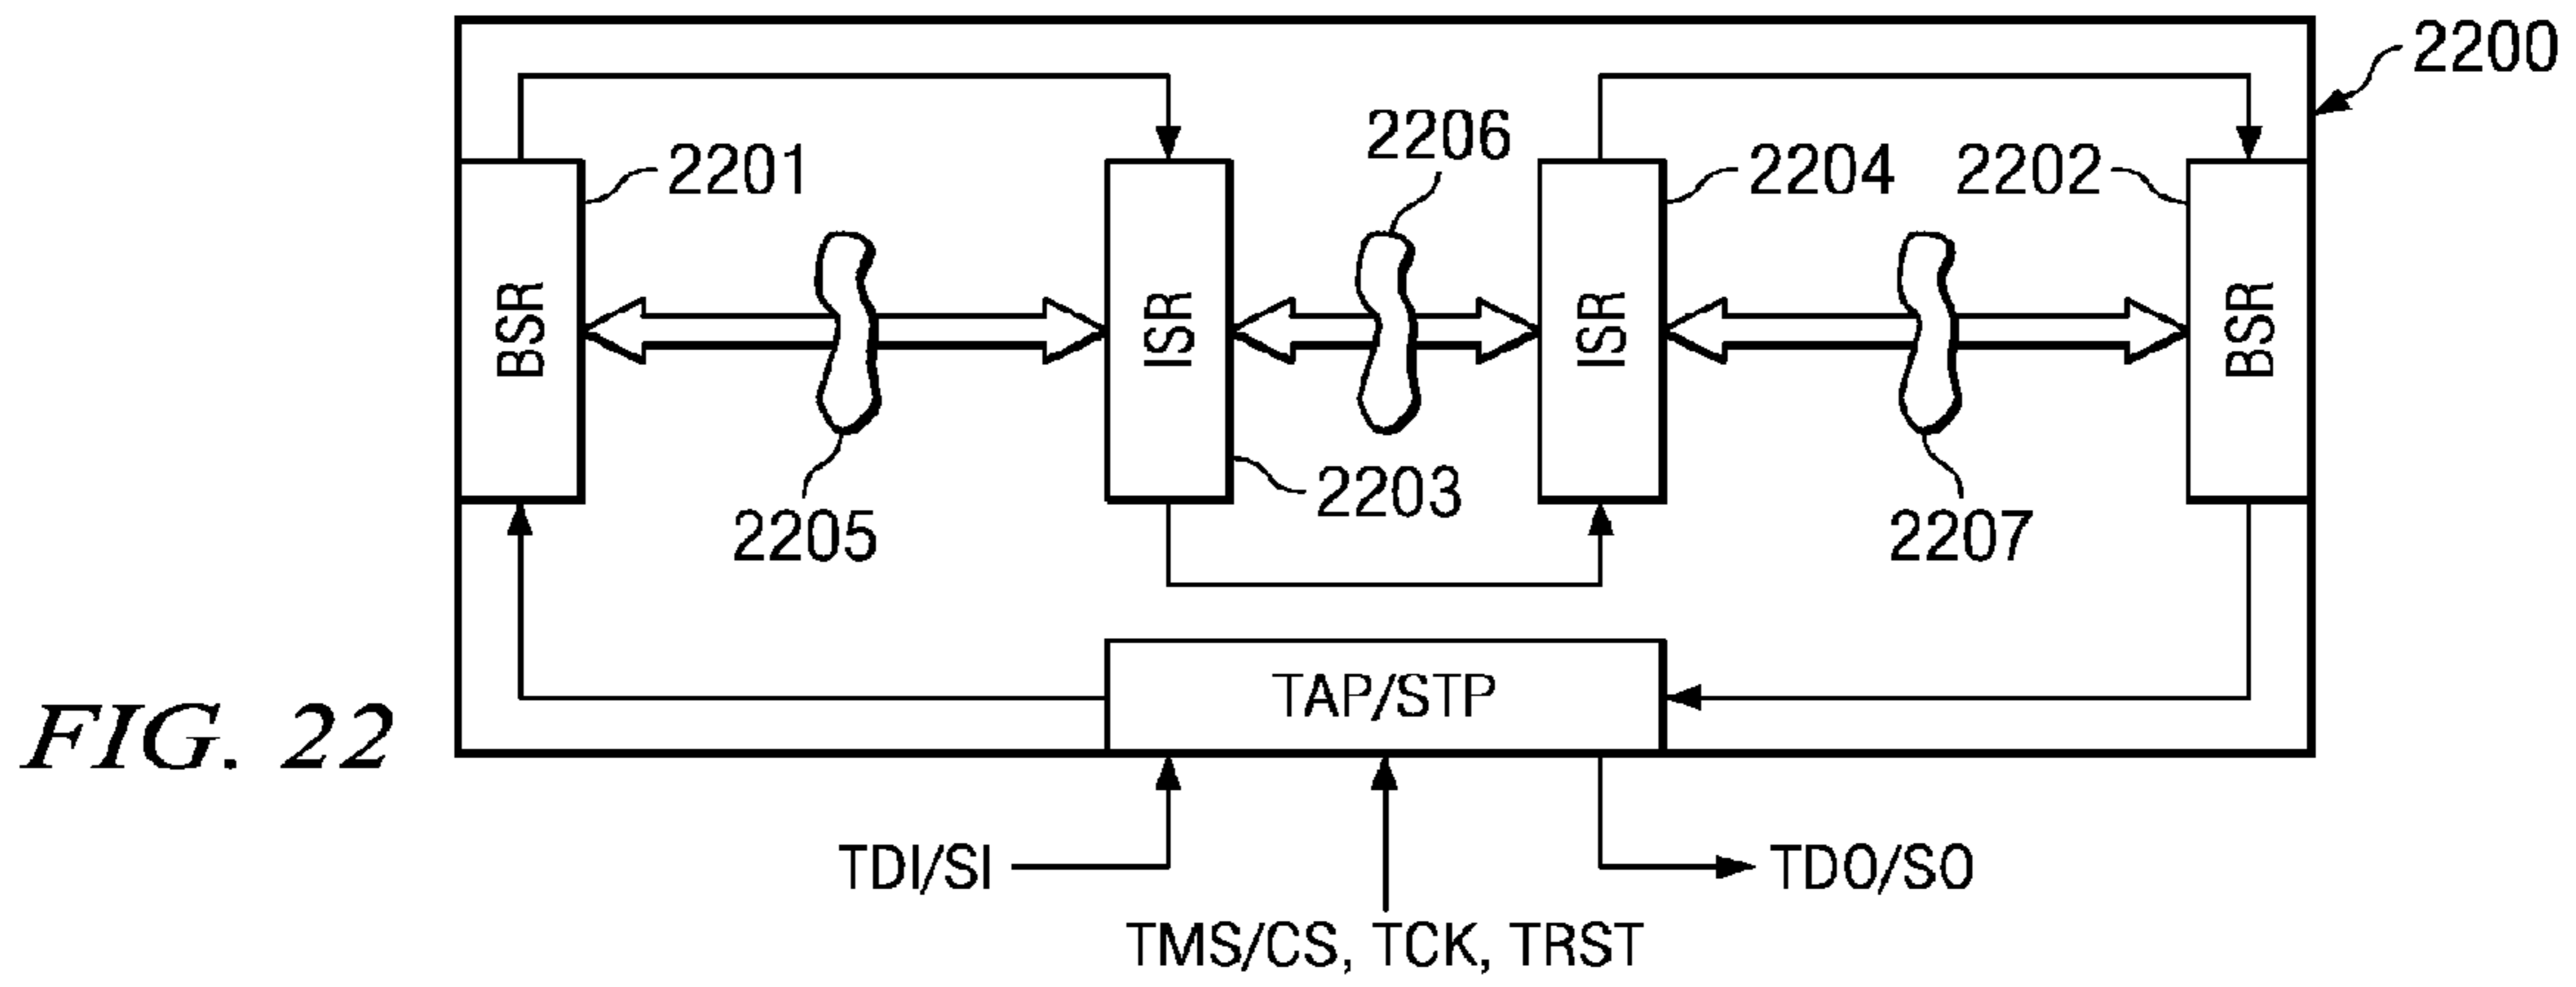 2200
2206
2201
2204
2202
BSR
ISR
ISR
BSR
2203
2205
2207
TAP/STP
FIG. 22
TDI/SI
TDO/SO
TMS/CS, TCK, TRST